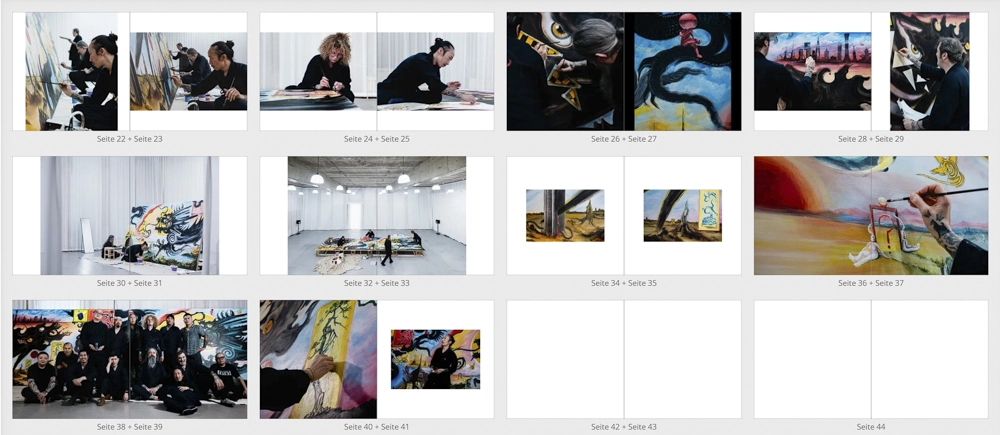 Seite 22 + Seite 23
Seite 24 + Seite 25
Seite 26 + Seite 27
Seite 28 + Seite 29
Seite 30 + Seite 31
Seite 32 + Seite 33
Seite 34 + Seite 35
Seite 36 + Seite 37
Seite 38 + Seite 39
Seite 40 + Seite 41
Seite 42 + Seite 43
Seite 44